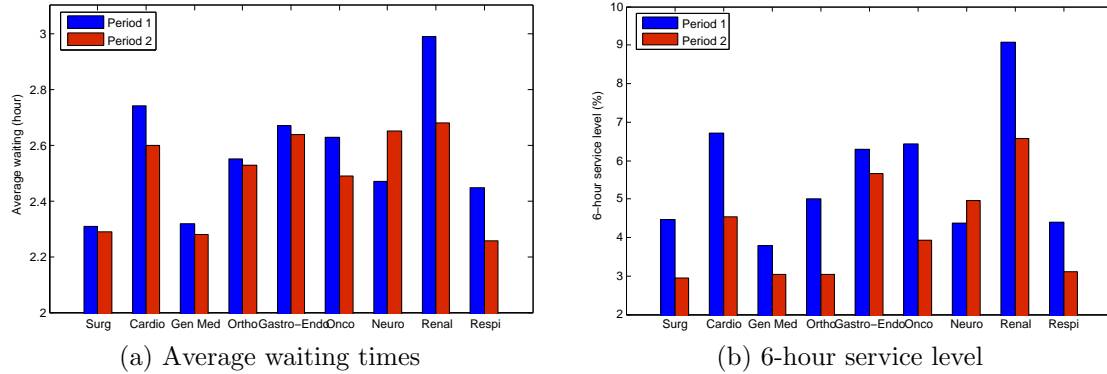 Period 1
Period 2
Average waiting (hour)
3
2.8
2.6
2.4
2.2
2
Surg Cardio Gen Med Ortho Gastro−Endo Onco Neuro Renal Respi
(a) Average waiting times
Period 1
Period 2
6−hour service level (%)
10
9
8
7
6
5
4
3
2
Surg Cardio Gen Med Ortho Gastro−Endo Onco Neuro Renal Respi
(b) 6-hour service level